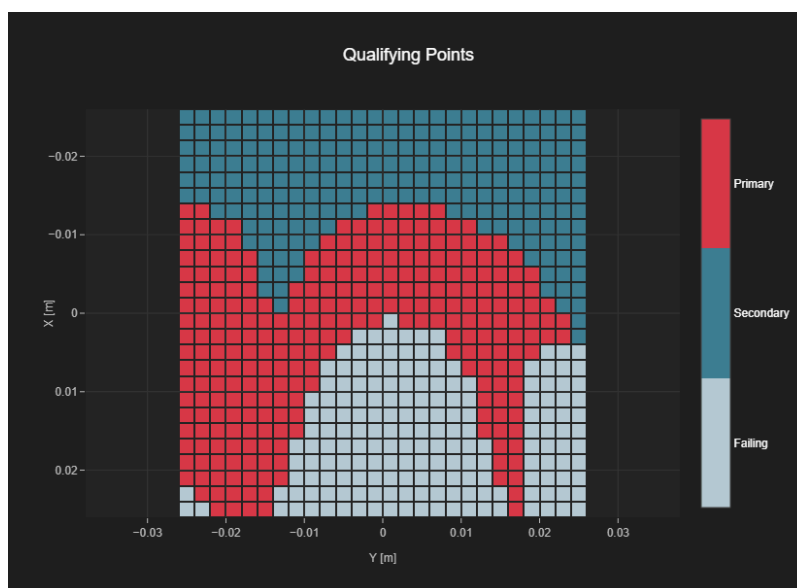 Qualifying Points
−0.02
−0.01
0
0.01
0.02
X [m]
−0.03
−0.02
−0.01
0
0.01
0.02
0.03
Y [m]
Primary
Secondary
Failing